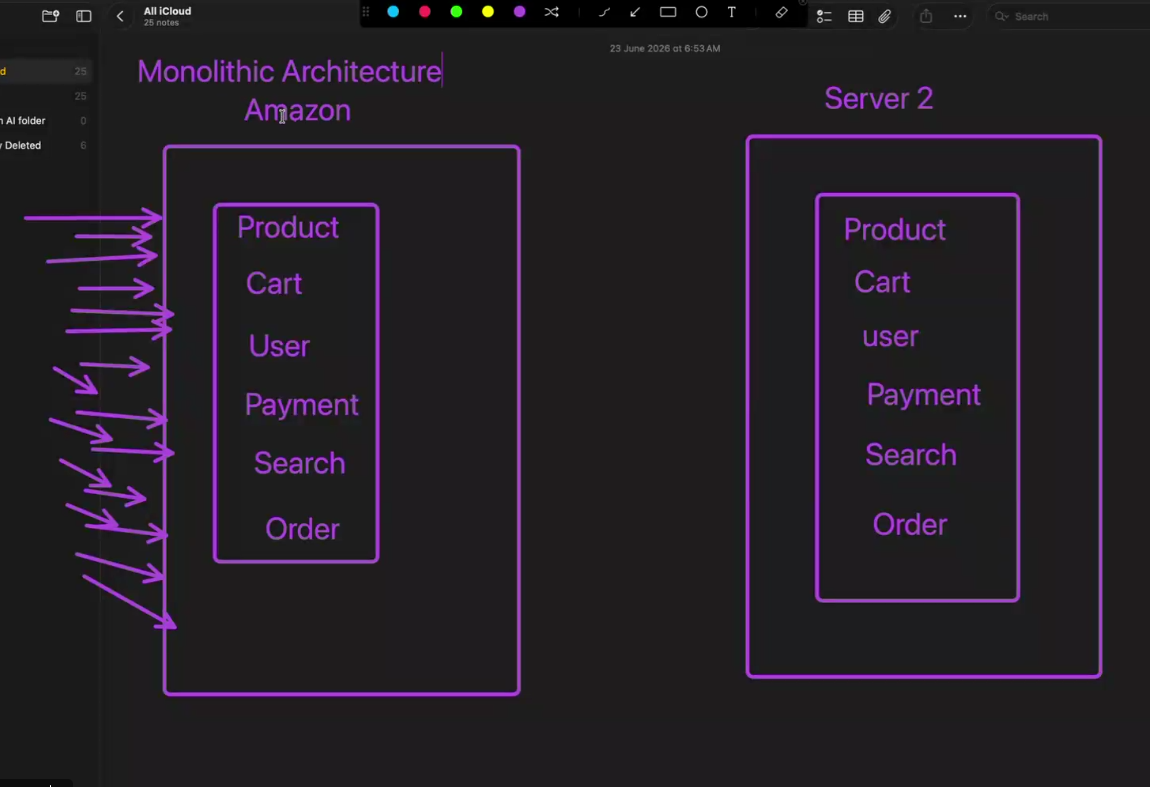 All iCloud
25 notes
Search
d 25
25
n AI folder 0
y Deleted 6
23 June 2026 at 6:53 AM
Monolithic Architecture
Amazon
Product
Cart
User
Payment
Search
Order
Server 2
Product
Cart
user
Payment
Search
Order